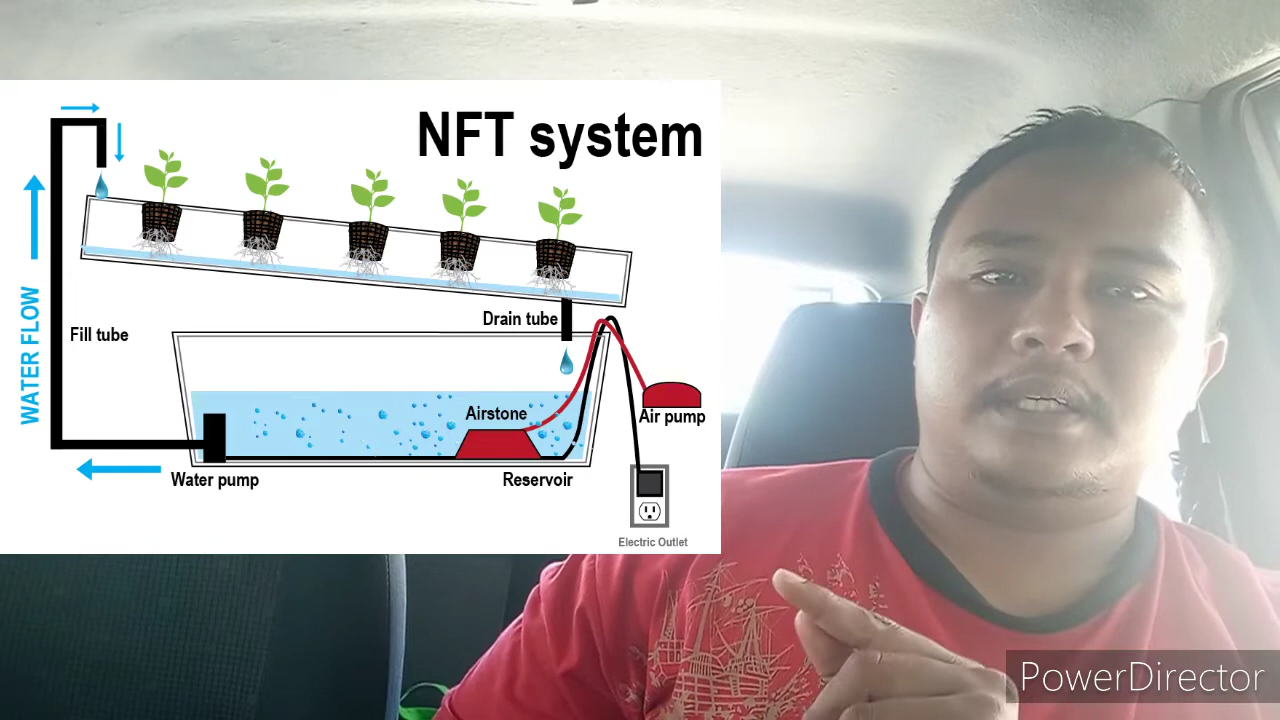 NFT system
WATER FLOW
Fill tube
Drain tube
Airstone
Air pump
Water pump
Reservoir
Electric Outlet
PowerDirector